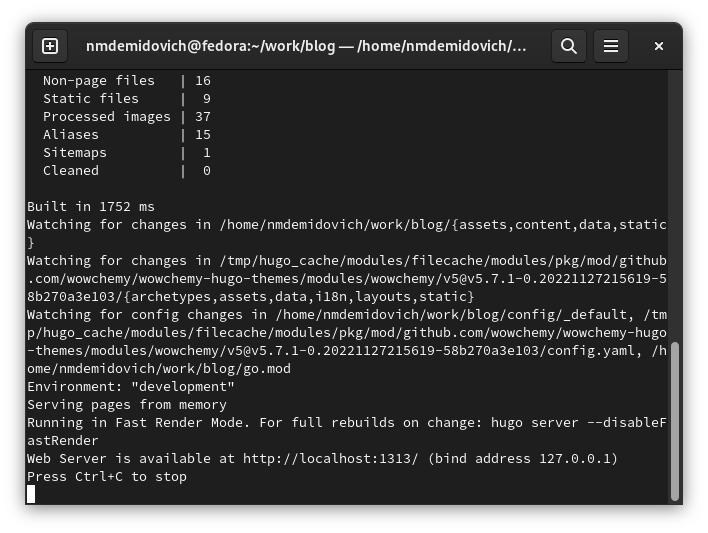 nmdemidovich@fedora:~/work/blog — /home/nmdemidovich/...
Non-page files | 16
Static files | 9
Processed images | 37
Aliases | 15
Sitemaps | 1
Cleaned | 0
Built in 1752 ms
Watching for changes in /home/nmdemidovich/work/blog/{assets,content,data,static
}
Watching for changes in /tmp/hugo_cache/modules/filecache/modules/pkg/mod/github
.com/wowchemy/wowchemy-hugo-themes/modules/wowchemy/v5@v5.7.1-0.20221127215619-5
8b270a3e103/{archetypes,assets,data,i18n,layouts,static}
Watching for config changes in /home/nmdemidovich/work/blog/config/_default, /tm
p/hugo_cache/modules/filecache/modules/pkg/mod/github.com/wowchemy/wowchemy-hugo
-themes/modules/wowchemy/v5@v5.7.1-0.20221127215619-58b270a3e103/config.yaml, /h
ome/nmdemidovich/work/blog/go.mod
Environment: "development"
Serving pages from memory
Running in Fast Render Mode. For full rebuilds on change: hugo server --disableF
astRender
Web Server is available at http://localhost:1313/ (bind address 127.0.0.1)
Press Ctrl+C to stop